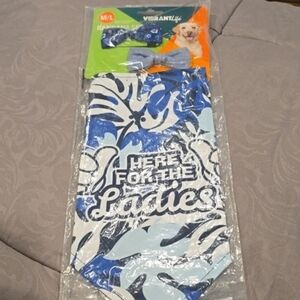 M/L
VIBRANT Life
HERE
FOR THE
Ladies